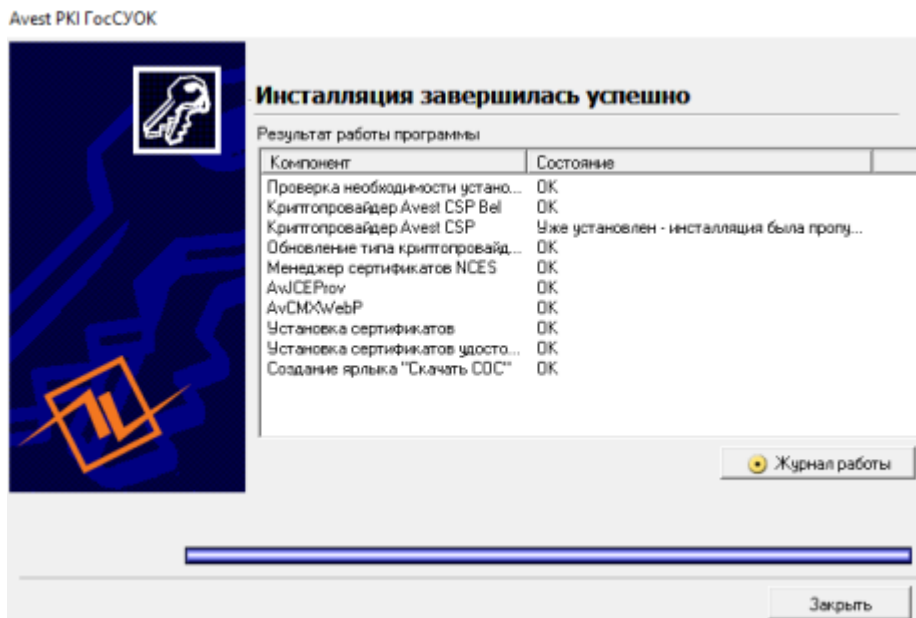 Avest PKI ГосСУОК
Инсталляция завершилась успешно
Результат работы программы
Компонент Состояние
Проверка необходимости устано... OK
Криптопровайдер Avest CSP Bel OK
Криптопровайдер Avest CSP Уже установлен - инсталляция была пропу...
Обновление типа криптопровайд... OK
Менеджер сертификатов NCES OK
AvJCEProv OK
AvCMXWebP OK
Установка сертификатов OK
Установка сертификатов удосто... OK
Создание ярлыка "Скачать СОС" OK
Журнал работы
Закрыть